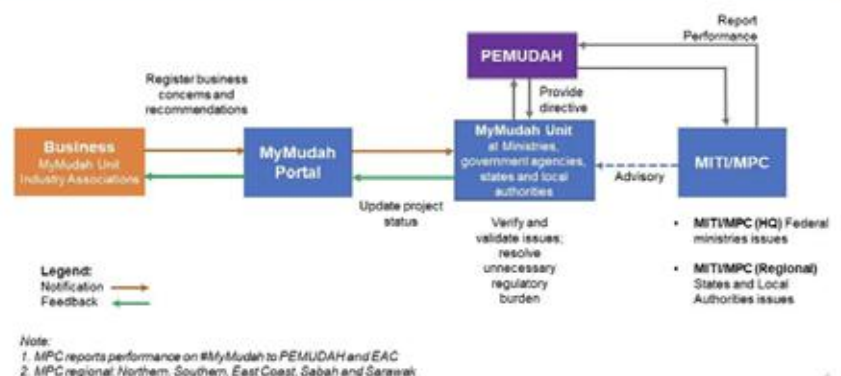 Report
Performance
PEMUDAH
Register business
concerns and
recommendations
Provide
directive
Business
MyMudah Unit
Industry Associations
MyMudah
Portal
MyMudah Unit
at Ministries,
government agencies,
states and local
authorities
MITI/MPC
Advisory
Update project
status
Verify and
validate issues;
resolve
unnecessary
regulatory
burden
• MITI/MPC (HQ) Federal
ministries issues
• MITI/MPC (Regional)
States and Local
Authorities issues
Legend:
Notification
Feedback
Note:
1. MPC reports performance on #MyMudah to PEMUDAH and EAC
2. MPC regional: Northern, Southern, East Coast, Sabah and Sarawak